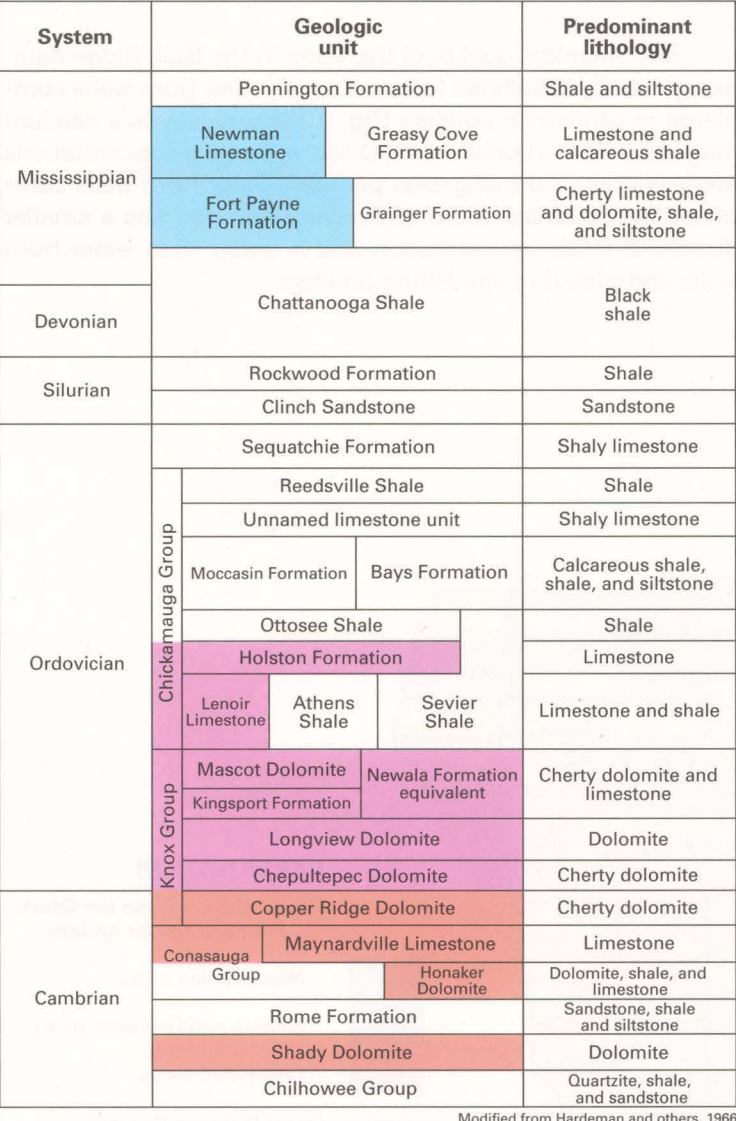 System
Geologic
unit
Predominant
lithology
Mississippian
Pennington Formation
Shale and siltstone
Newman
Limestone
Greasy Cove
Formation
Limestone and
calcareous shale
Fort Payne
Formation
Grainger Formation
Cherty limestone
and dolomite, shale,
and siltstone
Devonian
Chattanooga Shale
Black
shale
Silurian
Rockwood Formation
Shale
Clinch Sandstone
Sandstone
Ordovician
Sequatchie Formation
Shaly limestone
Chickamauga Group
Reedsville Shale
Shale
Unnamed limestone unit
Shaly limestone
Moccasin Formation
Bays Formation
Calcareous shale,
shale, and siltstone
Ottosee Shale
Shale
Holston Formation
Limestone
Lenoir
Limestone
Athens
Shale
Sevier
Shale
Limestone and shale
Knox Group
Mascot Dolomite
Kingsport Formation
Newala Formation
equivalent
Cherty dolomite and
limestone
Longview Dolomite
Dolomite
Chepultepec Dolomite
Cherty dolomite
Cambrian
Copper Ridge Dolomite
Cherty dolomite
Conasauga
Group
Maynardville Limestone
Limestone
Honaker
Dolomite
Dolomite, shale, and
limestone
Rome Formation
Sandstone, shale
and siltstone
Shady Dolomite
Dolomite
Chilhowee Group
Quartzite, shale,
and sandstone
Modified from Hardeman and others, 1966